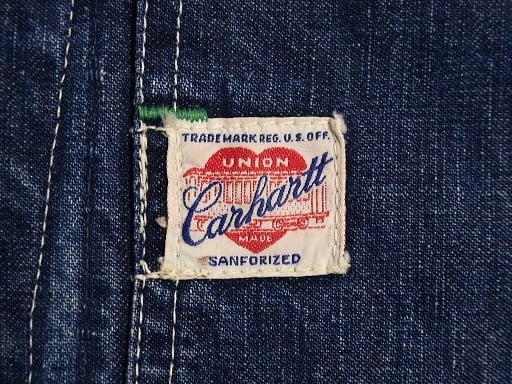 TRADE MARK REG. U.S. OFF.
UNION
Carhartt
MADE
SANFORIZED